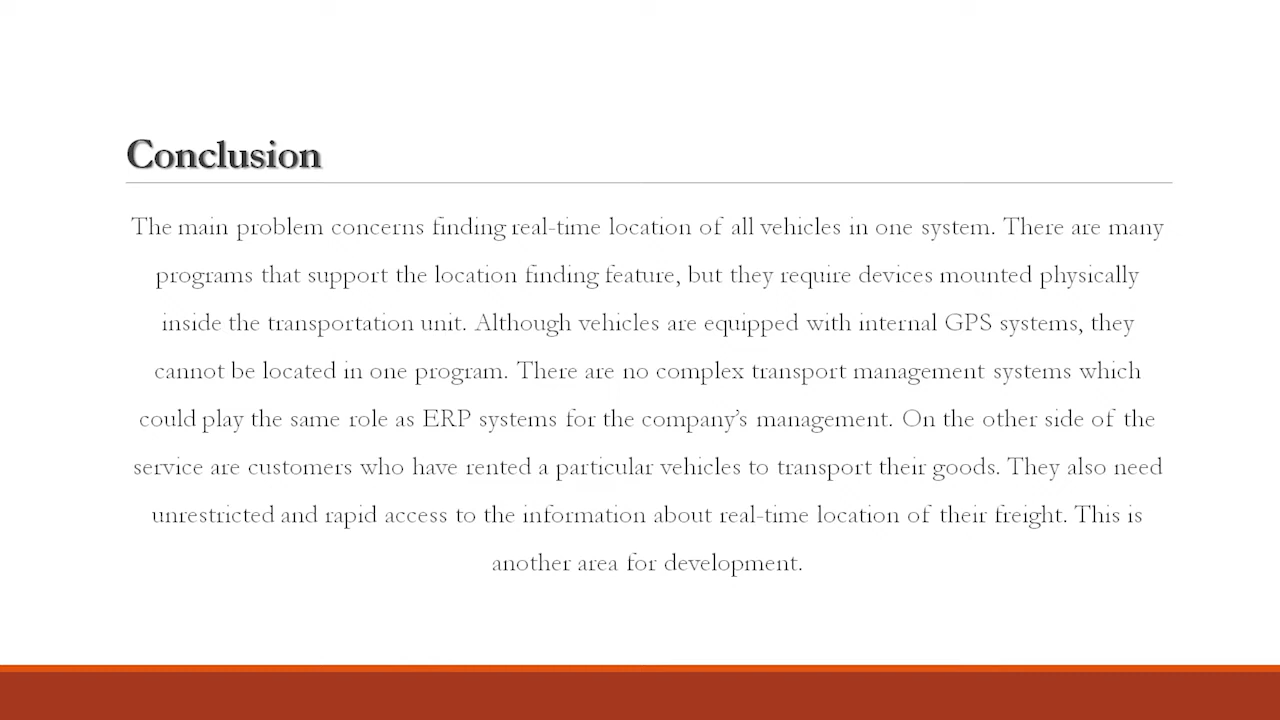 Conclusion
The main problem concerns finding real-time location of all vehicles in one system. There are many
programs that support the location finding feature, but they require devices mounted physically
inside the transportation unit. Although vehicles are equipped with internal GPS systems, they
cannot be located in one program. There are no complex transport management systems which
could play the same role as ERP systems for the company’s management. On the other side of the
service are customers who have rented a particular vehicles to transport their goods. They also need
unrestricted and rapid access to the information about real-time location of their freight. This is
another area for development.